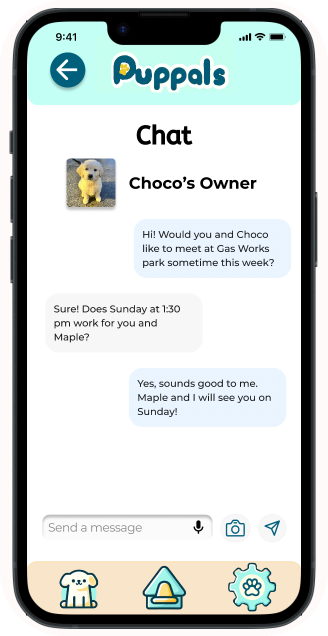 9:41
Puppals
Chat
Choco's Owner
Hi! Would you and Choco
like to meet at Gas Works
park sometime this week?
Sure! Does Sunday at 1:30
pm work for you and
Maple?
Yes, sounds good to me.
Maple and I will see you on
Sunday!
Send a message